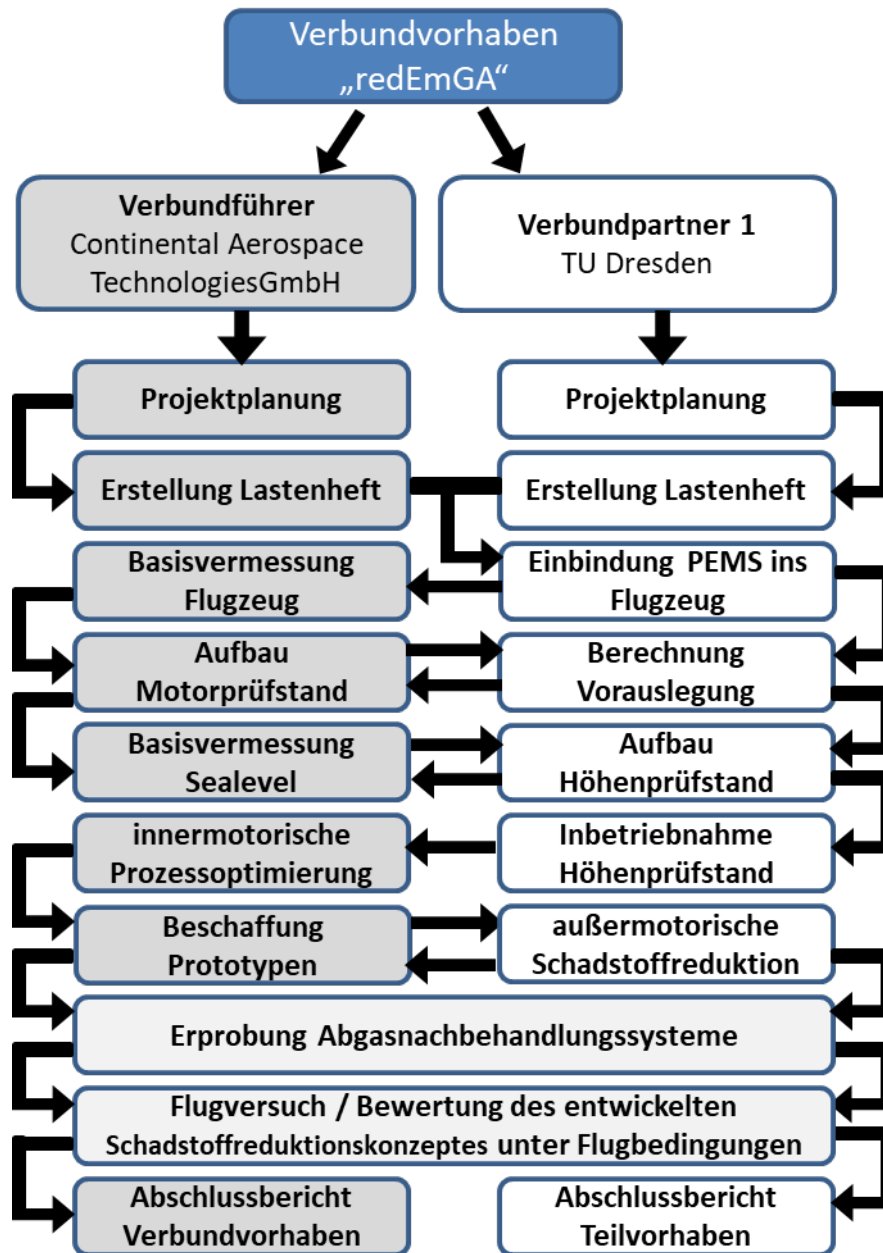 Verbundvorhaben
„redEmGA“
Verbundführer
Continental Aerospace
TechnologiesGmbH
Verbundpartner 1
TU Dresden
Projektplanung
Projektplanung
Erstellung Lastenheft
Erstellung Lastenheft
Basisvermessung
Flugzeug
Einbindung PEMS ins
Flugzeug
Aufbau
Motorprüfstand
Berechnung
Vorauslegung
Basisvermessung
Sealevel
Aufbau
Höhenprüfstand
innermotorische
Prozessoptimierung
Inbetriebnahme
Höhenprüfstand
Beschaffung
Prototypen
außermotorische
Schadstoffreduktion
Erprobung Abgasnachbehandlungssysteme
Flugversuch / Bewertung des entwickelten
Schadstoffreduktionskonzeptes unter Flugbedingungen
Abschlussbericht
Verbundvorhaben
Abschlussbericht
Teilvorhaben